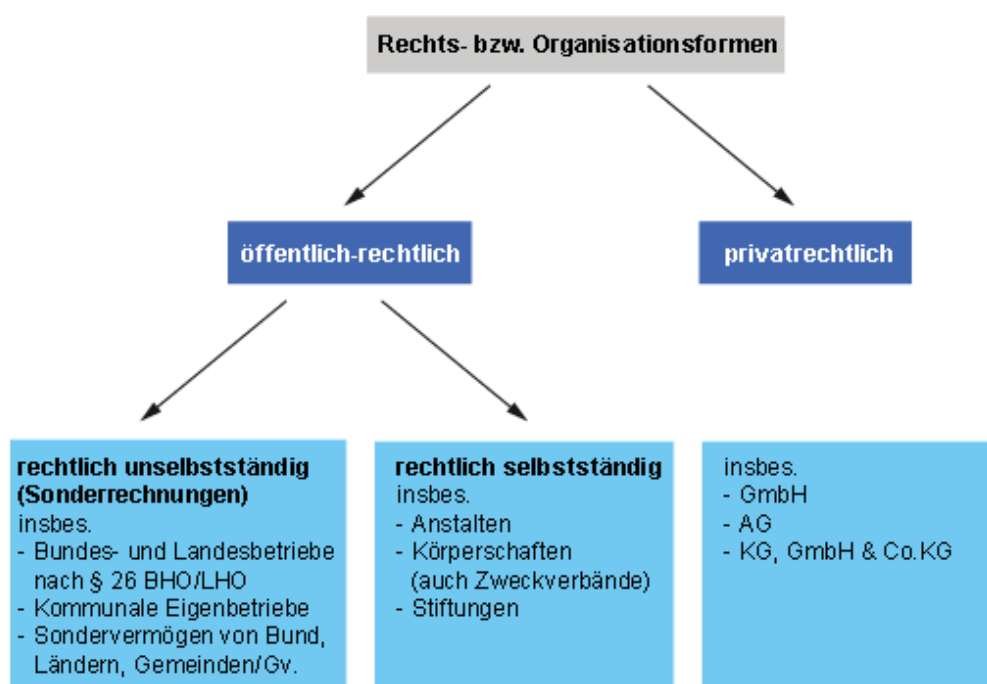 Rechts- bzw. Organisationsformen
öffentlich-rechtlich
privatrechtlich
rechtlich unselbstständig
(Sonderrechnungen)
insbes.
- Bundes- und Landesbetriebe
nach § 26 BHO/LHO
- Kommunale Eigenbetriebe
- Sondervermögen von Bund,
Ländern, Gemeinden/Gv.
rechtlich selbstständig
insbes.
- Anstalten
- Körperschaften
(auch Zweckverbände)
- Stiftungen
insbes.
- GmbH
- AG
- KG, GmbH & Co.KG